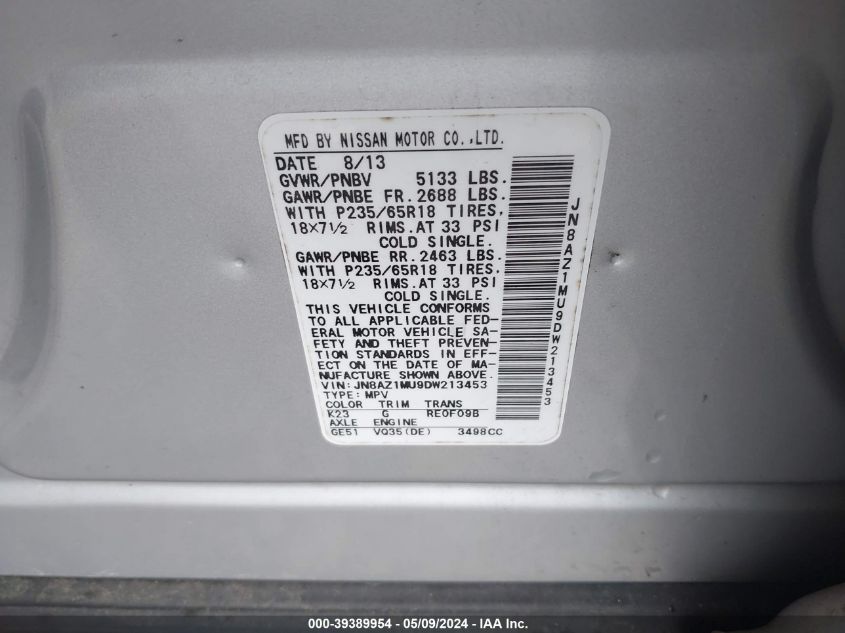 MFD BY NISSAN MOTOR CO.,LTD.
DATE 8/13
GVWR/PNBV 5133 LBS.
GAWR/PNBE FR. 2688 LBS.
WITH P235/65R18 TIRES,
18×7½ RIMS. AT 33 PSI
COLD SINGLE.
GAWR/PNBE RR. 2463 LBS.
WITH P235/65R18 TIRES,
18×7½ RIMS. AT 33 PSI
COLD SINGLE.
THIS VEHICLE CONFORMS
TO ALL APPLICABLE FED-
ERAL MOTOR VEHICLE SA-
FETY AND THEFT PREVEN-
TION STANDARDS IN EFF-
ECT ON THE DATE OF MA-
NUFACTURE SHOWN ABOVE.
VIN: JN8AZ1MU9DW213453
TYPE: MPV
COLOR TRIM TRANS
K23 G RE0F09B
AXLE ENGINE
GE51 VQ35(DE) 3498CC
JN8AZ1MU9DW213453
000-39389954 - 05/09/2024 - IAA Inc.